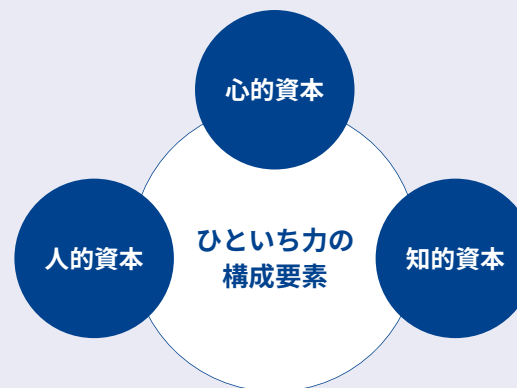 心的資本
ひといち力の
構成要素
人的資本
知的資本